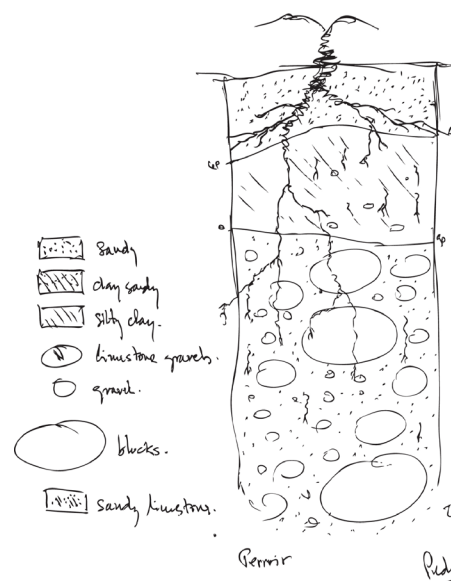 sandy
clay sandy
silty clay.
limestone gravels.
gravel.
blocks.
sandy limestone.